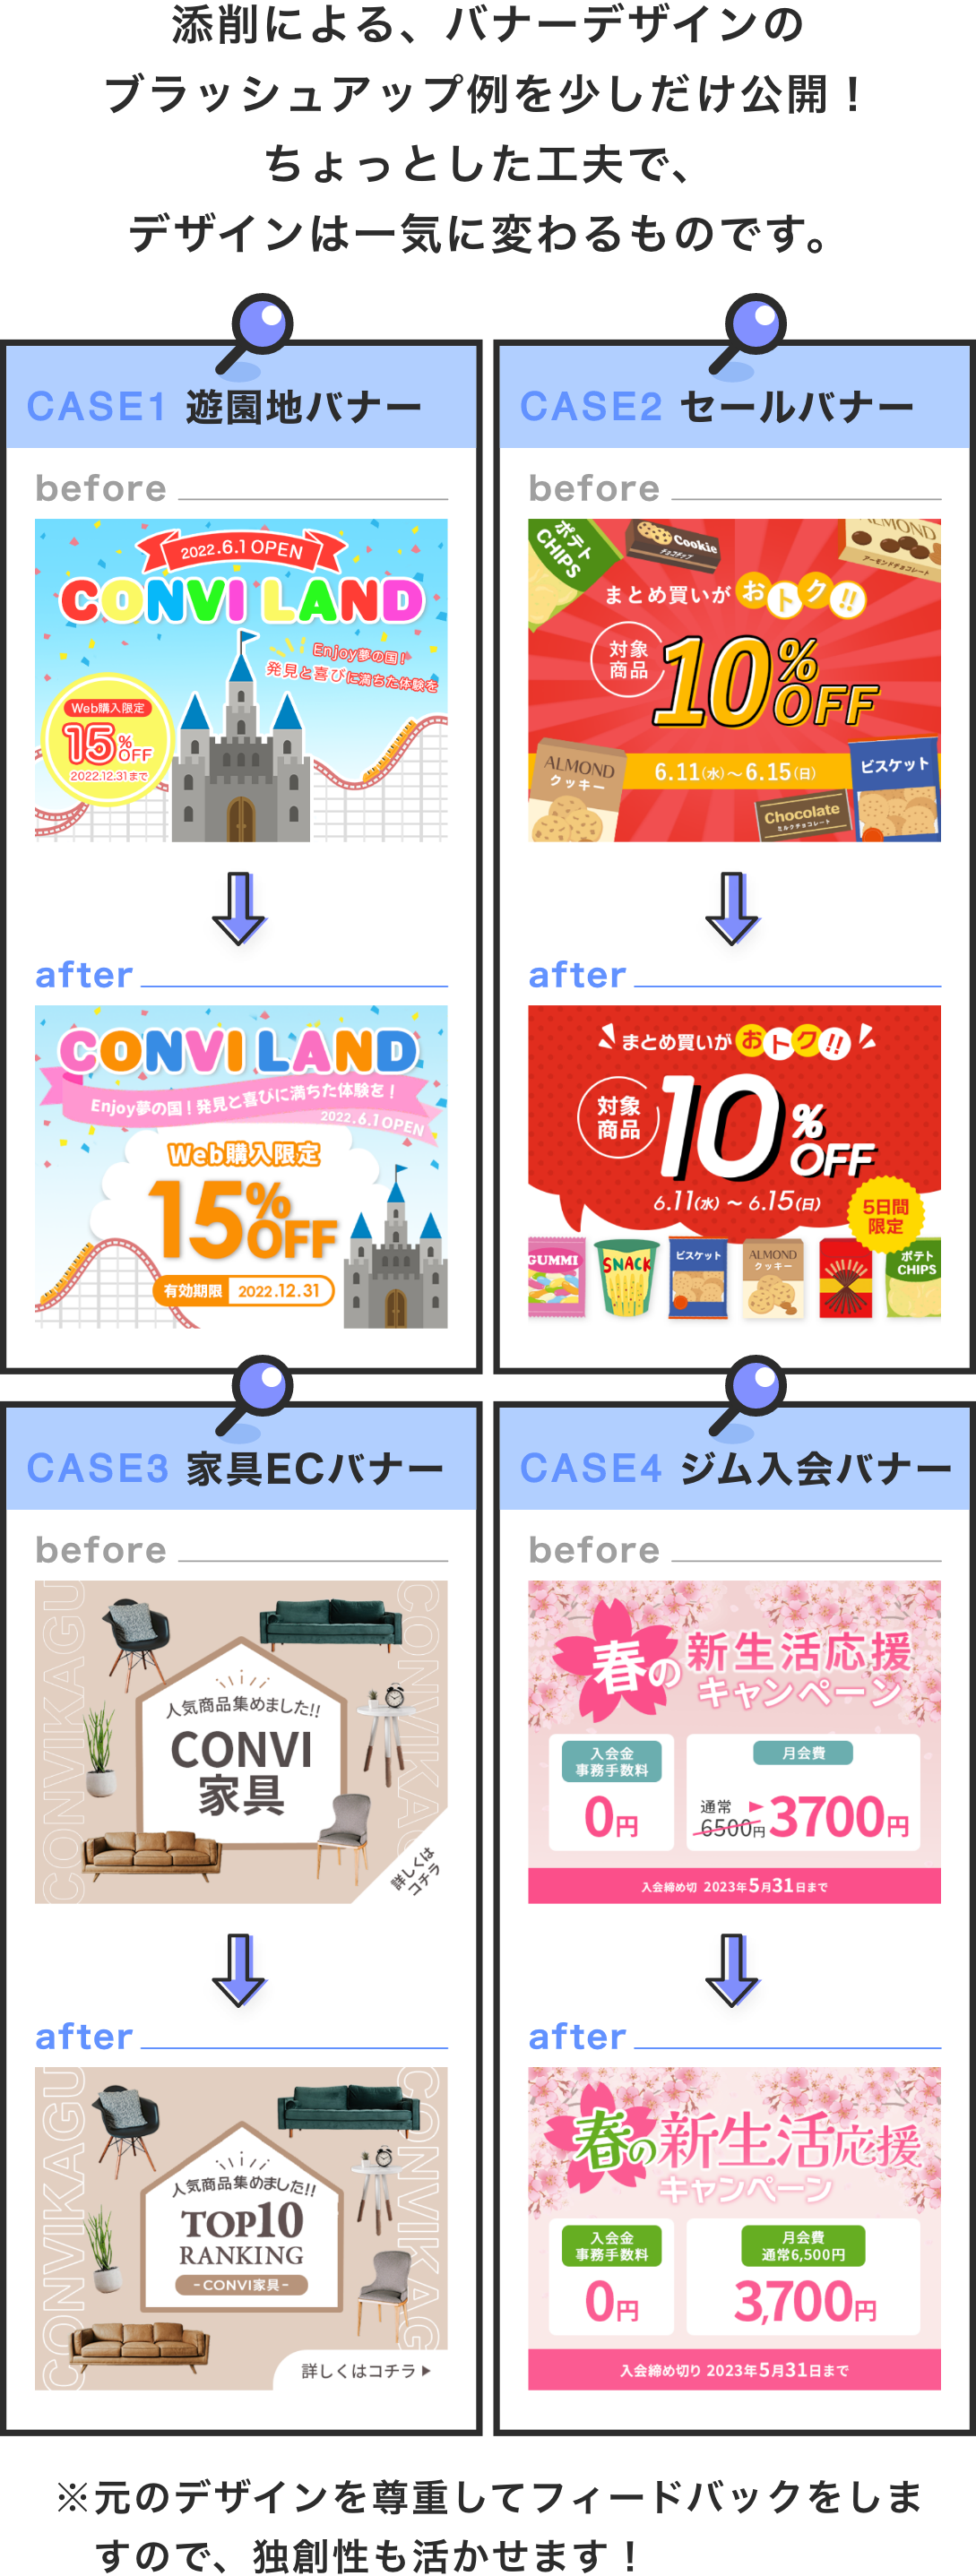 添削による、バナーデザインの
ブラッシュアップ例を少しだけ公開！
ちょっとした工夫で、
デザインは一気に変わるものです。
CASE1 遊園地バナー
before
2022.6.1 OPEN
CONVI LAND
Enjoy夢の国！
発見と喜びに満ちた体験を
Web購入限定
15%OFF
2022.12.31まで
after
CONVI LAND
Enjoy夢の国！発見と喜びに満ちた体験を！
2022.6.1 OPEN
Web購入限定
15%OFF
有効期限 2022.12.31
CASE2 セールバナー
before
ポテト
CHIPS
Cookie
チョコチップ
ALMOND
アーモンドチョコレート
まとめ買いが おトク!!
対象
商品
10%OFF
ALMOND
クッキー
6.11(水)～6.15(日)
ビスケット
Chocolate
ミルクチョコレート
after
まとめ買いが おトク!!
対象
商品
10%OFF
6.11(水) ～ 6.15(日)
5日間
限定
GUMMI
SNACK
ビスケット
ALMOND
クッキー
ポテト
CHIPS
CASE3 家具ECバナー
before
CONVIKAGU
CONVIKAG
人気商品集めました!!
CONVI
家具
詳しくは
コチラ
after
CONVIKAGU
CONVIKAG
人気商品集めました!!
TOP10
RANKING
-CONVI家具-
詳しくはコチラ▶
CASE4 ジム入会バナー
before
春の
新生活応援
キャンペーン
入会金
事務手数料
0円
月会費
通常
6500円
▶
3700円
入会締め切 2023年5月31日まで
after
春の新生活応援
キャンペーン
入会金
事務手数料
0円
月会費
通常6,500円
3,700円
入会締め切り 2023年5月31日まで
※元のデザインを尊重してフィードバックをしま
すので、独創性も活かせます！